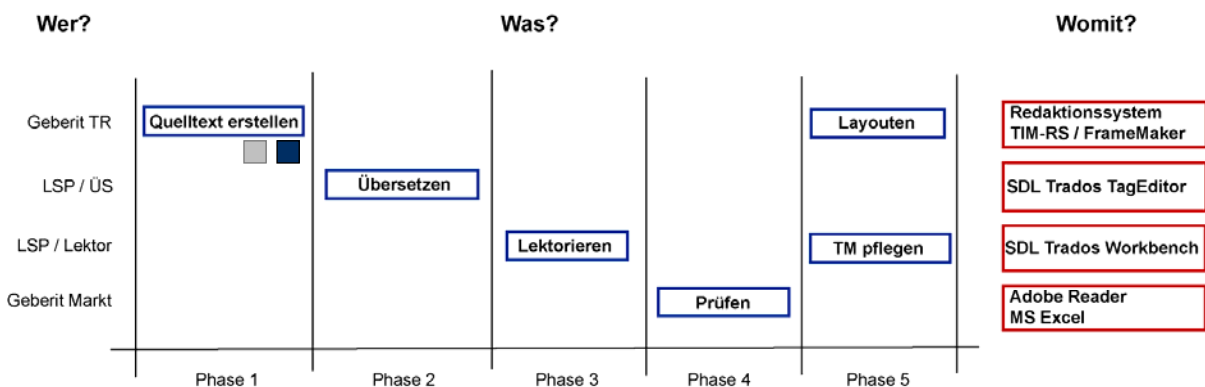 Wer?
Was?
Womit?
Geberit TR
Quelltext erstellen
Layouten
Redaktionssystem
TIM-RS / FrameMaker
LSP / ÜS
Übersetzen
SDL Trados TagEditor
LSP / Lektor
Lektorieren
TM pflegen
SDL Trados Workbench
Geberit Markt
Prüfen
Adobe Reader
MS Excel
Phase 1
Phase 2
Phase 3
Phase 4
Phase 5